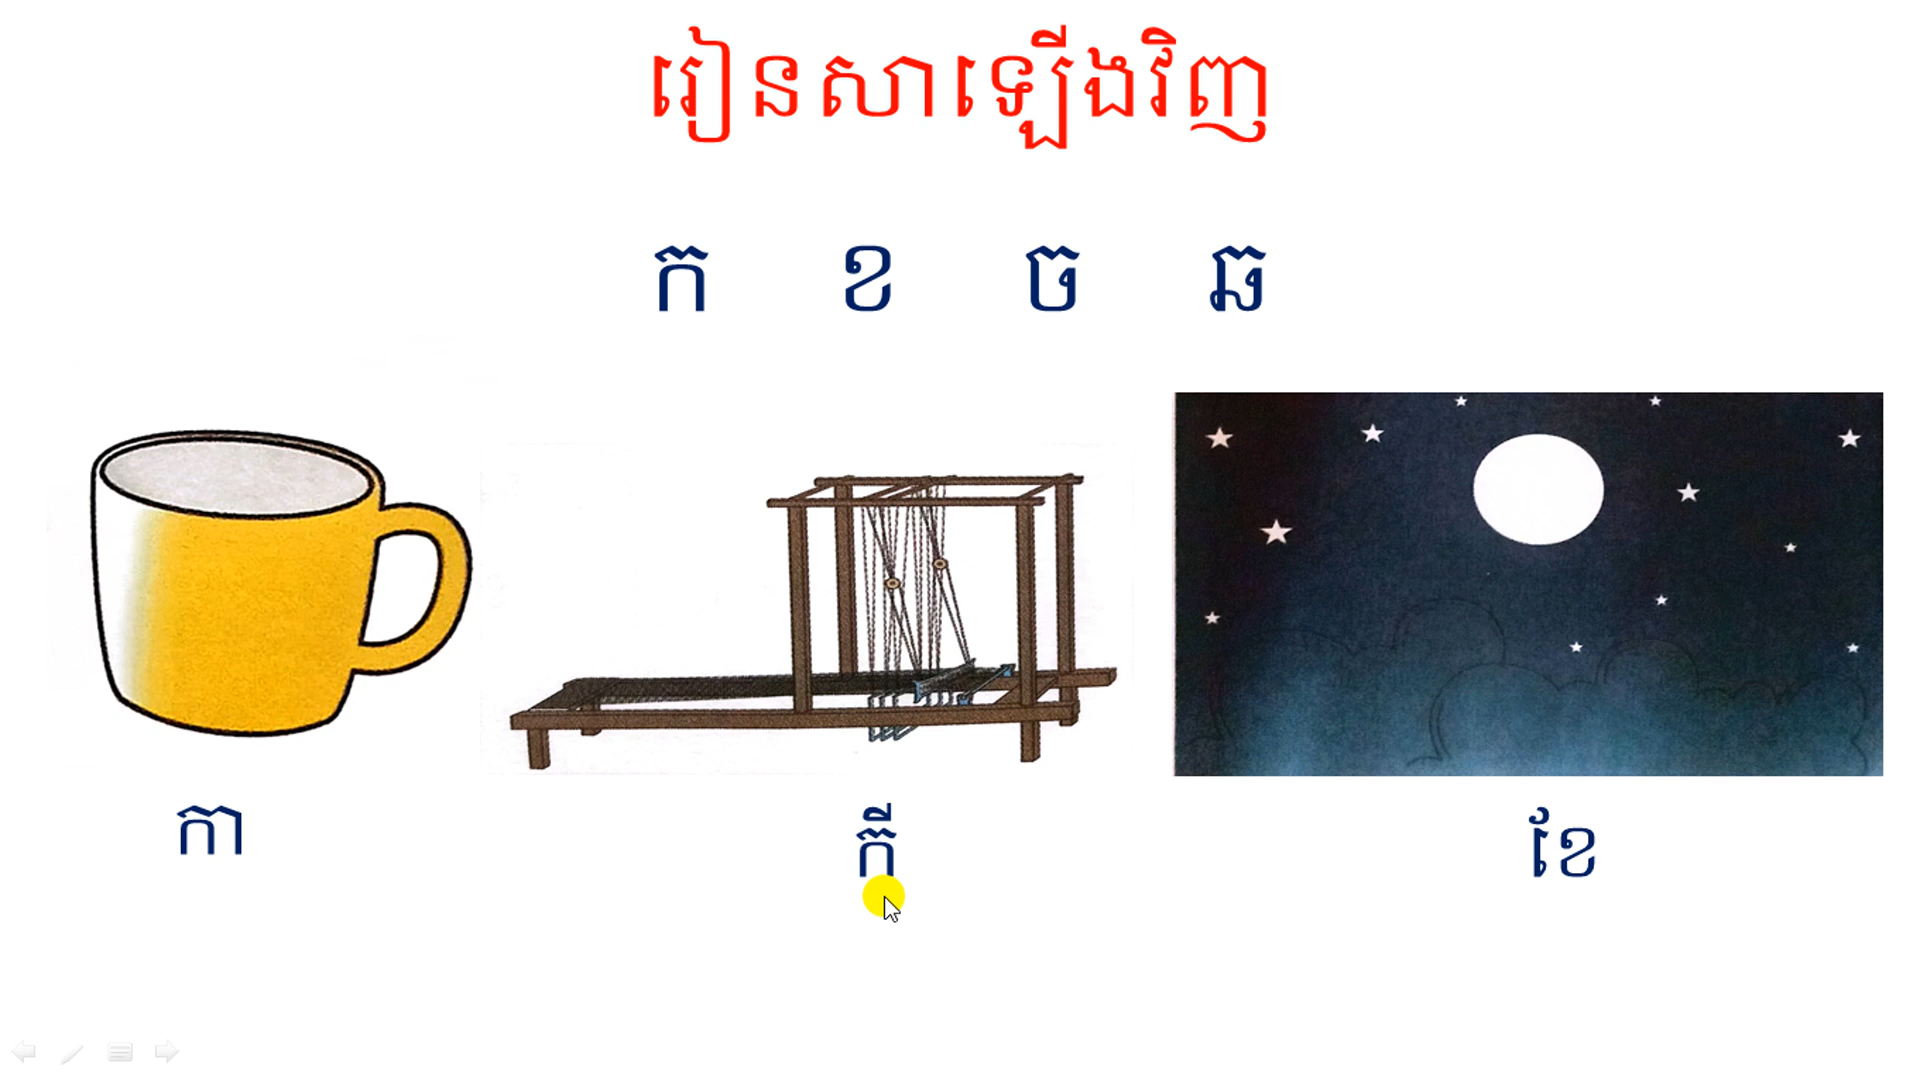 រៀនសាឡើងវិញ
ក ខ ច ឆ
កា កី ខែ